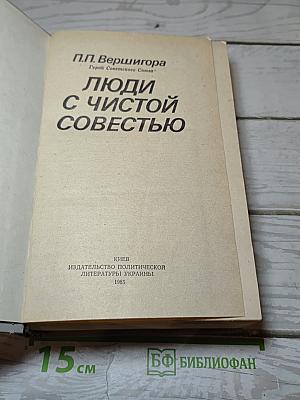 П.П.Вершигора
Герой Советского Союза
ЛЮДИ
С ЧИСТОЙ
СОВЕСТЬЮ
КИЕВ
ИЗДАТЕЛЬСТВО ПОЛИТИЧЕСКОЙ
ЛИТЕРАТУРЫ УКРАИНЫ
1985
15 см
БФ БИБЛИОФАН